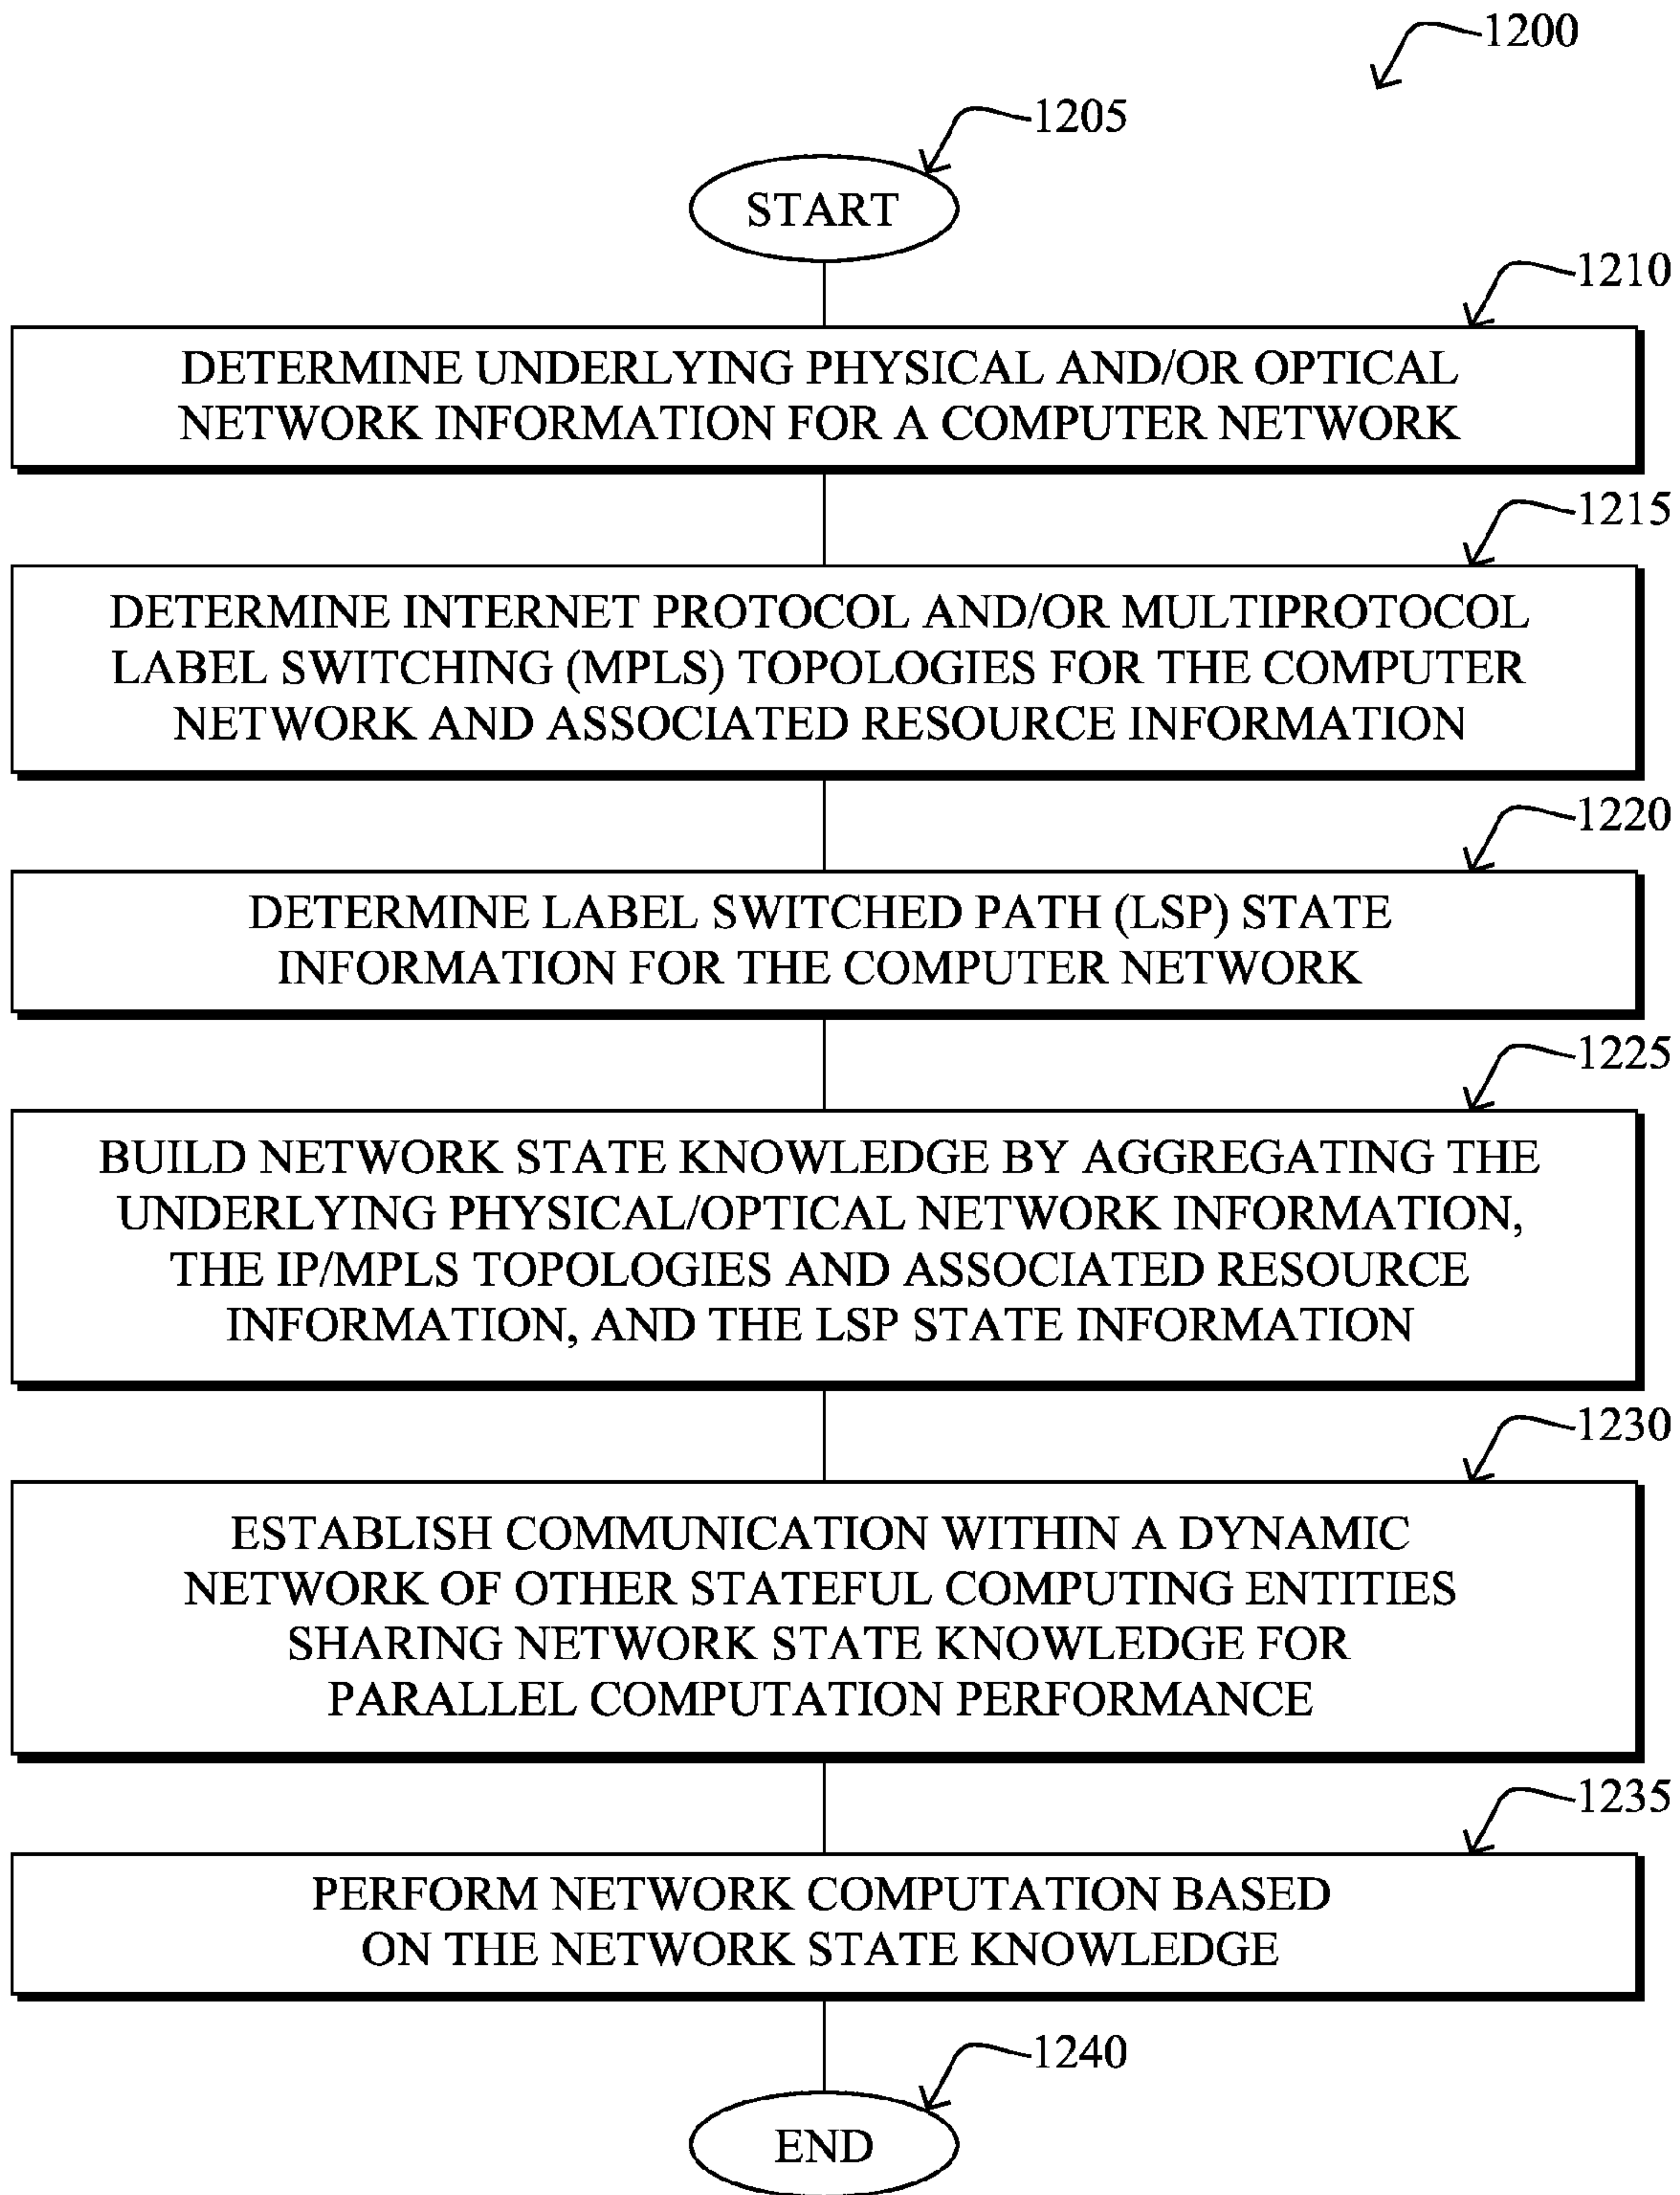 1200
1205
START
1210
DETERMINE UNDERLYING PHYSICAL AND/OR OPTICAL
NETWORK INFORMATION FOR A COMPUTER NETWORK
1215
DETERMINE INTERNET PROTOCOL AND/OR MULTIPROTOCOL
LABEL SWITCHING (MPLS) TOPOLOGIES FOR THE COMPUTER
NETWORK AND ASSOCIATED RESOURCE INFORMATION
1220
DETERMINE LABEL SWITCHED PATH (LSP) STATE
INFORMATION FOR THE COMPUTER NETWORK
1225
BUILD NETWORK STATE KNOWLEDGE BY AGGREGATING THE
UNDERLYING PHYSICAL/OPTICAL NETWORK INFORMATION,
THE IP/MPLS TOPOLOGIES AND ASSOCIATED RESOURCE
INFORMATION, AND THE LSP STATE INFORMATION
1230
ESTABLISH COMMUNICATION WITHIN A DYNAMIC
NETWORK OF OTHER STATEFUL COMPUTING ENTITIES
SHARING NETWORK STATE KNOWLEDGE FOR
PARALLEL COMPUTATION PERFORMANCE
1235
PERFORM NETWORK COMPUTATION BASED
ON THE NETWORK STATE KNOWLEDGE
1240
END